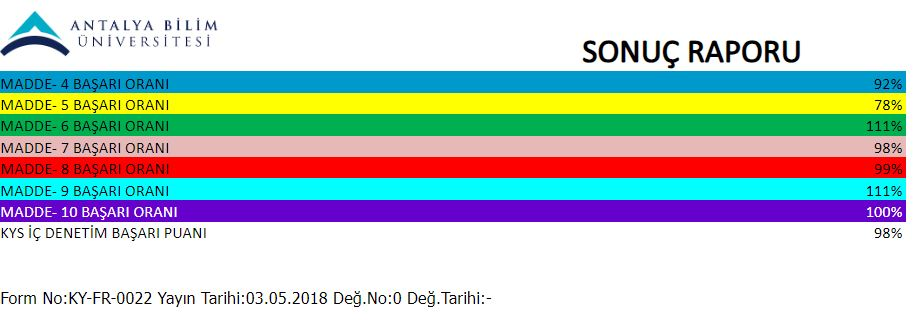 ANTALYA BİLİM
ÜNİVERSİTESİ
SONUÇ RAPORU
MADDE- 4 BAŞARI ORANI 92%
MADDE- 5 BAŞARI ORANI 78%
MADDE- 6 BAŞARI ORANI 111%
MADDE- 7 BAŞARI ORANI 98%
MADDE- 8 BAŞARI ORANI 99%
MADDE- 9 BAŞARI ORANI 111%
MADDE- 10 BAŞARI ORANI 100%
KYS İÇ DENETİM BAŞARI PUANI 98%
Form No:KY-FR-0022 Yayın Tarihi:03.05.2018 Değ.No:0 Değ.Tarihi:-